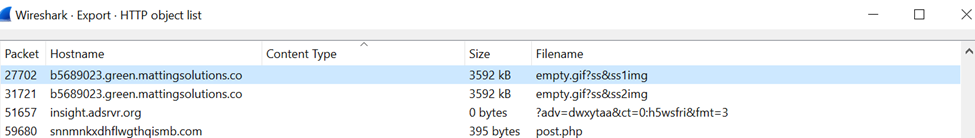 Wireshark · Export · HTTP object list
Packet Hostname Content Type Size Filename
27702 b5689023.green.mattingsolutions.co 3592 kB empty.gif?ss&ss1img
31721 b5689023.green.mattingsolutions.co 3592 kB empty.gif?ss&ss2img
51657 insight.adsrvr.org 0 bytes ?adv=dwxytaa&ct=0:h5wsfri&fmt=3
59680 snnmnkxdhflwgthqismb.com 395 bytes post.php